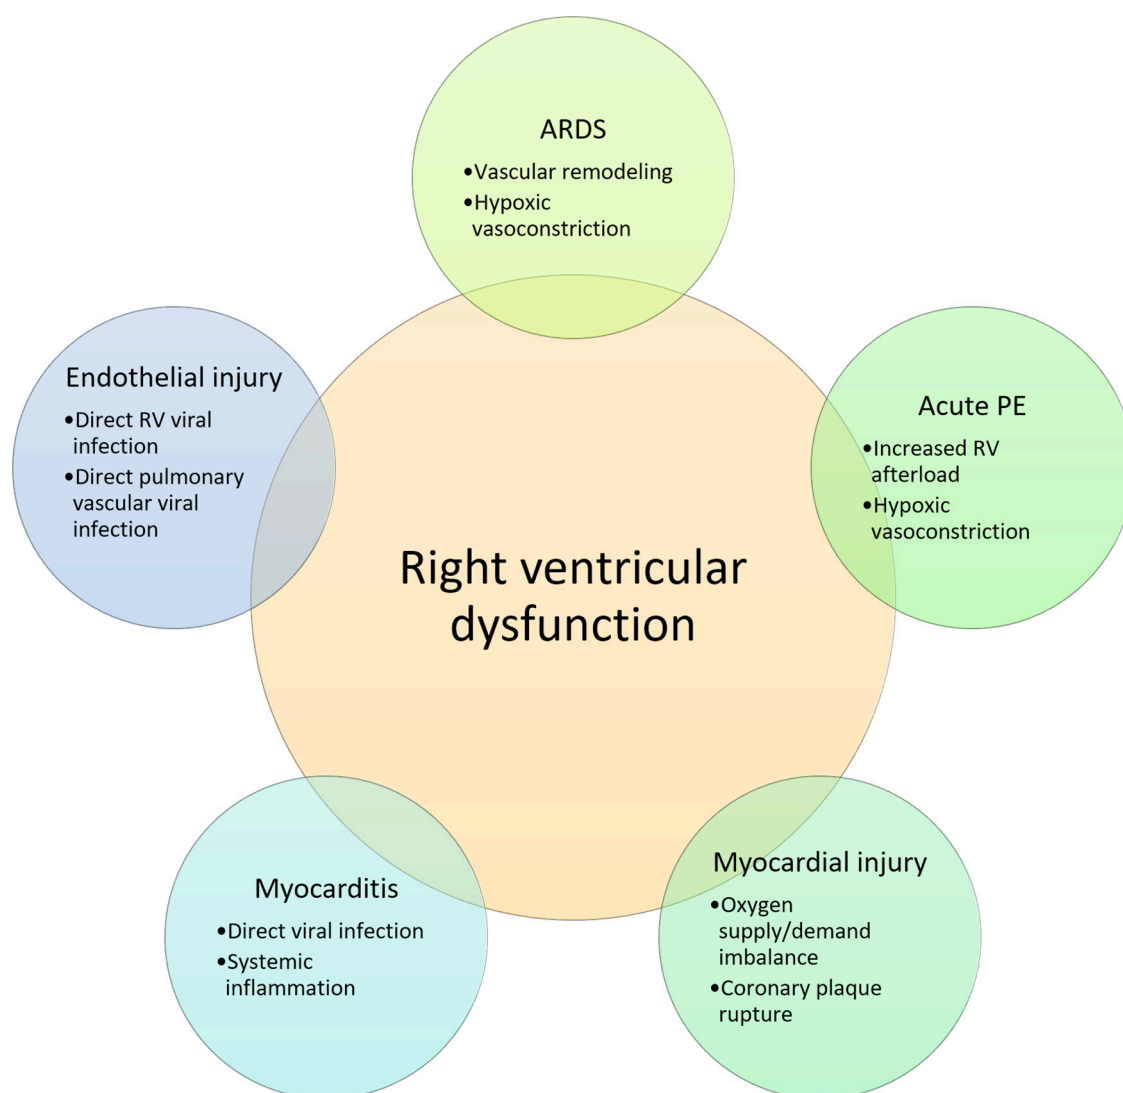 ARDS
•Vascular remodeling
•Hypoxic
vasoconstriction
Endothelial injury
•Direct RV viral
infection
•Direct pulmonary
vascular viral
infection
Acute PE
•Increased RV
afterload
•Hypoxic
vasoconstriction
Right ventricular
dysfunction
Myocarditis
•Direct viral infection
•Systemic
inflammation
Myocardial injury
•Oxygen
supply/demand
imbalance
•Coronary plaque
rupture